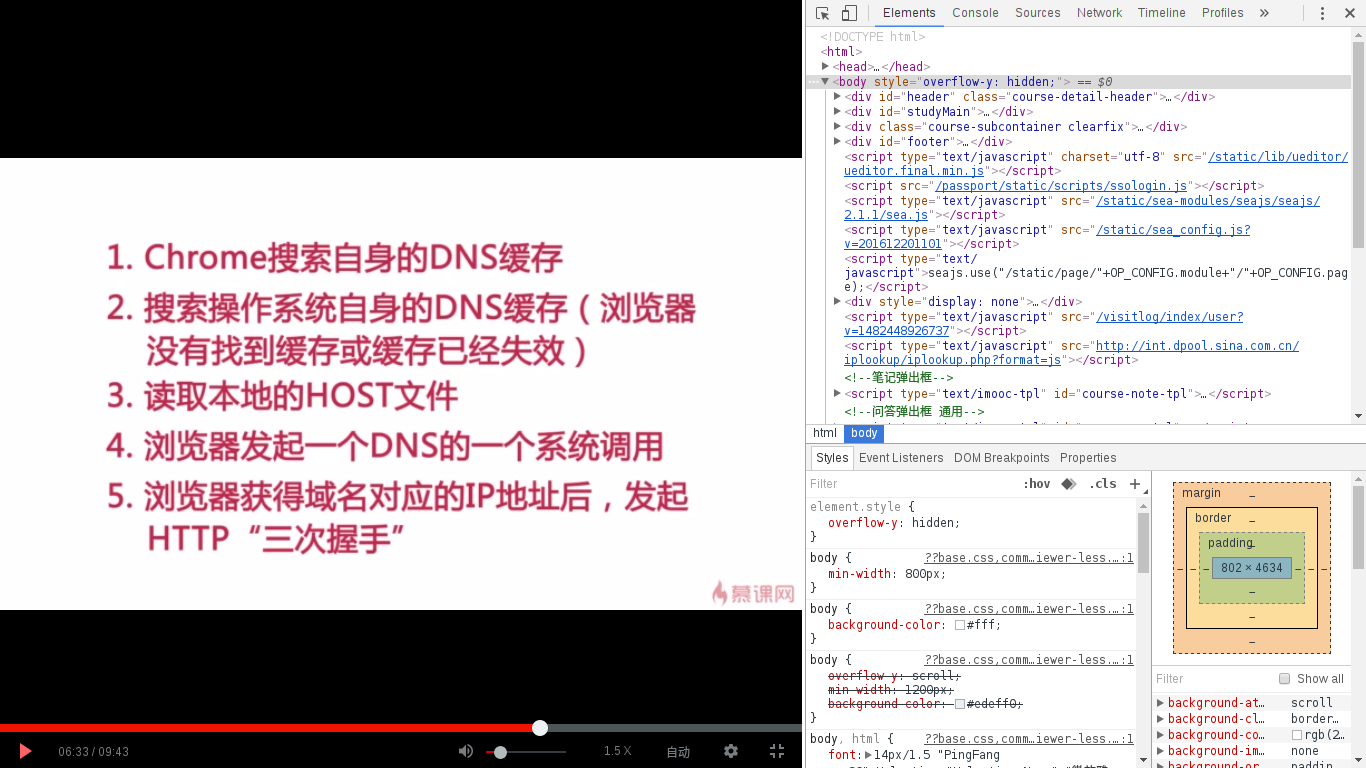 1. Chrome搜索自身的DNS缓存
2. 搜索操作系统自身的DNS缓存（浏览器
没有找到缓存或缓存已经失效）
3. 读取本地的HOST文件
4. 浏览器发起一个DNS的一个系统调用
5. 浏览器获得域名对应的IP地址后，发起
HTTP“三次握手”
慕课网
06:33 / 09:43
1.5 X
自动
Elements Console Sources Network Timeline Profiles »
<!DOCTYPE html>
<html>
<head>…</head>
<body style="overflow-y: hidden;"> == $0
<div id="header" class="course-detail-header">…</div>
<div id="studyMain">…</div>
<div class="course-subcontainer clearfix">…</div>
<div id="footer">…</div>
<script type="text/javascript" charset="utf-8" src="/static/lib/ueditor/
ueditor.final.min.js"></script>
<script src="/passport/static/scripts/ssologin.js"></script>
<script type="text/javascript" src="/static/sea-modules/seajs/seajs/
2.1.1/sea.js"></script>
<script type="text/javascript" src="/static/sea_config.js?
v=201612201101"></script>
<script type="text/
javascript">seajs.use("/static/page/"+OP_CONFIG.module+"/"+OP_CONFIG.pag
e);</script>
<div style="display: none">…</div>
<script type="text/javascript" src="/visitlog/index/user?
v=1482448926737"></script>
<script type="text/javascript" src="http://int.dpool.sina.com.cn/
iplookup/iplookup.php?format=js"></script>
<!--笔记弹出框-->
<script type="text/imooc-tpl" id="course-note-tpl">…</script>
<!--问答弹出框 通用-->
html body
Styles Event Listeners DOM Breakpoints Properties
Filter :hov .cls +
element.style {
overflow-y: hidden;
}
body { ??base.css,comm…iewer-less.…:1
min-width: 800px;
}
body { ??base.css,comm…iewer-less.…:1
background-color: #fff;
}
body { ??base.css,comm…iewer-less.…:1
overflow-y: scroll;
min-width: 1200px;
background-color: #edeff0;
}
body, html { ??base.css,comm…iewer-less.…:1
font: 14px/1.5 "PingFang
margin –
border –
padding –
– – – 802 × 4634 – – –
–
–
–
Filter Show all
background-at… scroll
background-cl… border…
background-co… rgb(2…
background-im… none